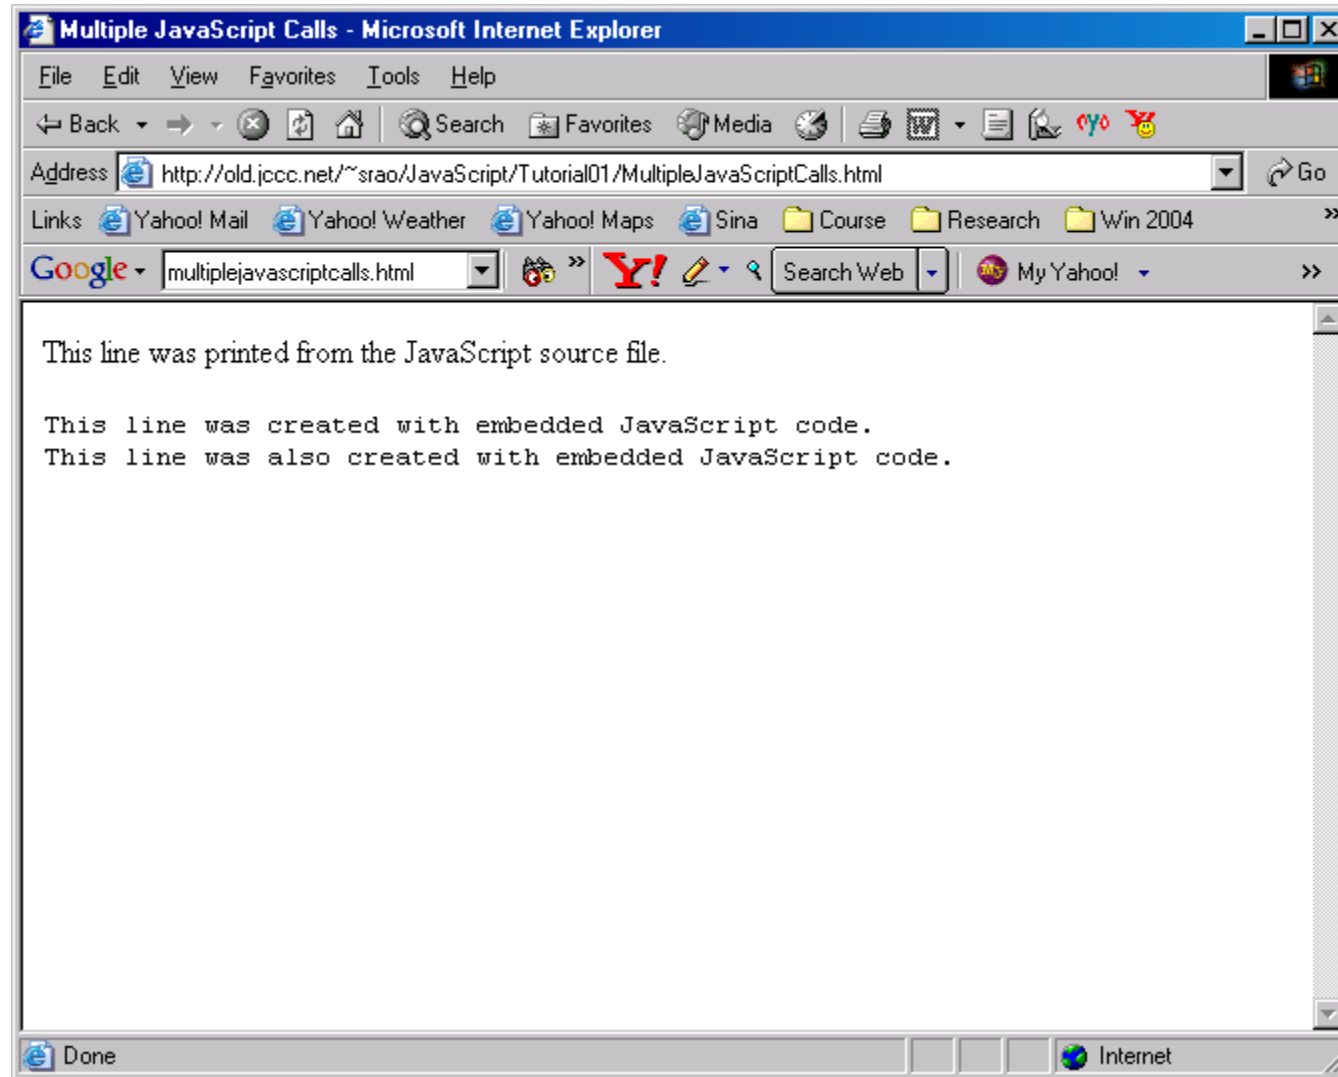 Multiple JavaScript Calls - Microsoft Internet Explorer
File Edit View Favorites Tools Help
Back Search Favorites Media
Address http://old.jccc.net/~srao/JavaScript/Tutorial01/MultipleJavaScriptCalls.html Go
Links Yahoo! Mail Yahoo! Weather Yahoo! Maps Sina Course Research Win 2004 »
Google multiplejavascriptcalls.html » Y! Search Web My Yahoo! »
This line was printed from the JavaScript source file.
This line was created with embedded JavaScript code.
This line was also created with embedded JavaScript code.
Done Internet